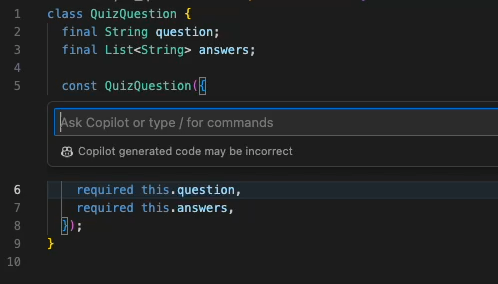 1 class QuizQuestion {
2 final String question;
3 final List<String> answers;
4
5 const QuizQuestion({
Ask Copilot or type / for commands
Copilot generated code may be incorrect
6 required this.question,
7 required this.answers,
8 });
9 }
10